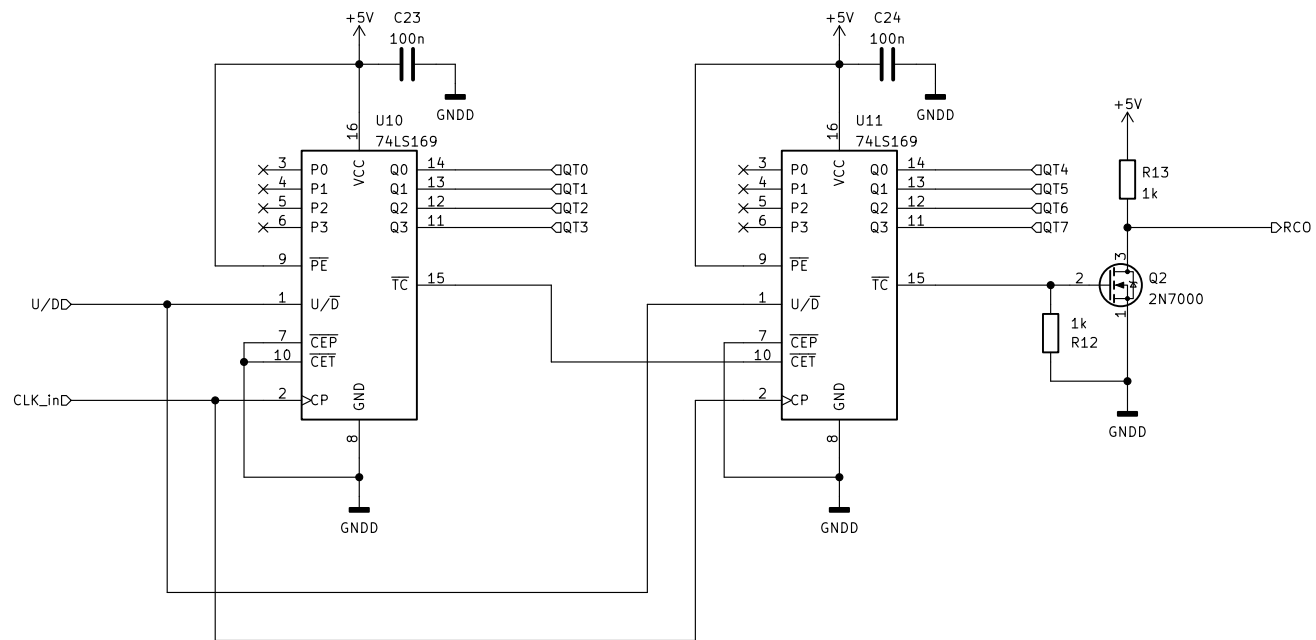 +5V
C23
100n
GNDD
U10
74LS169
16
VCC
3 P0
4 P1
5 P2
6 P3
9 PE
1 U/D
7 CEP
10 CET
2 CP
Q0 14 QT0
Q1 13 QT1
Q2 12 QT2
Q3 11 QT3
TC 15
GND
8
GNDD
U/D
CLK_in
+5V
C24
100n
GNDD
U11
74LS169
16
VCC
3 P0
4 P1
5 P2
6 P3
9 PE
1 U/D
7 CEP
10 CET
2 CP
Q0 14 QT4
Q1 13 QT5
Q2 12 QT6
Q3 11 QT7
TC 15
GND
8
GNDD
+5V
R13
1k
RCO
3
Q2
2N7000
2
1
1k
R12
GNDD